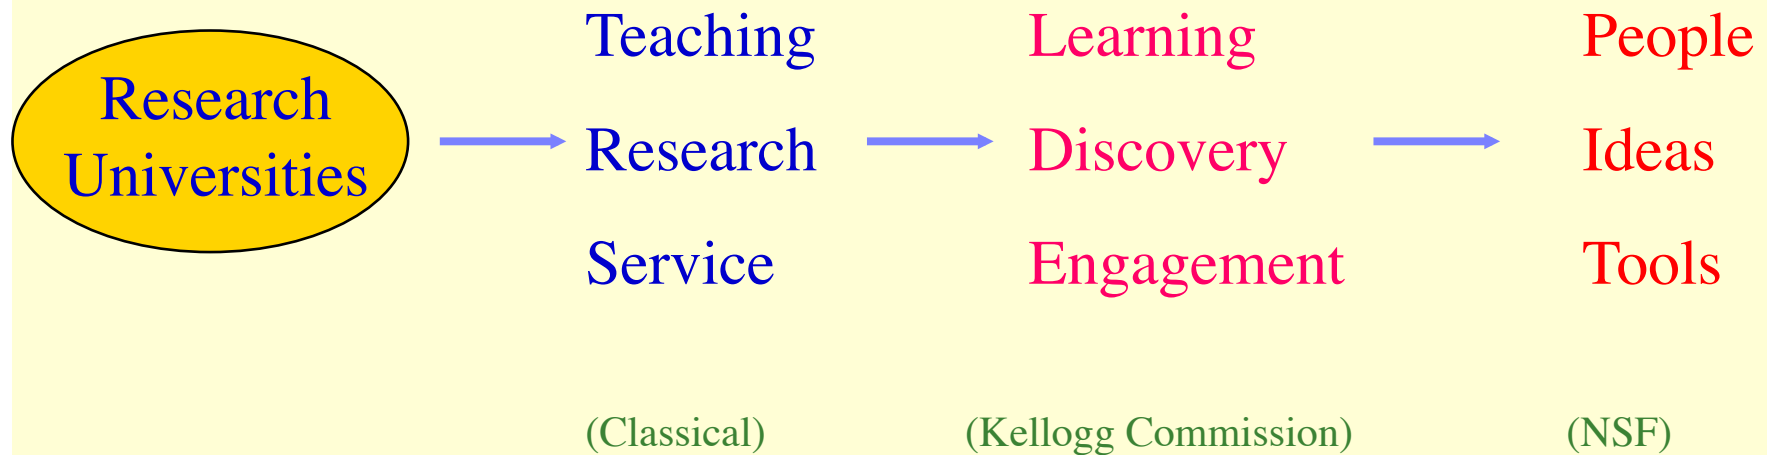 Research
Universities
Teaching
Research
Service
(Classical)
Learning
Discovery
Engagement
(Kellogg Commission)
People
Ideas
Tools
(NSF)